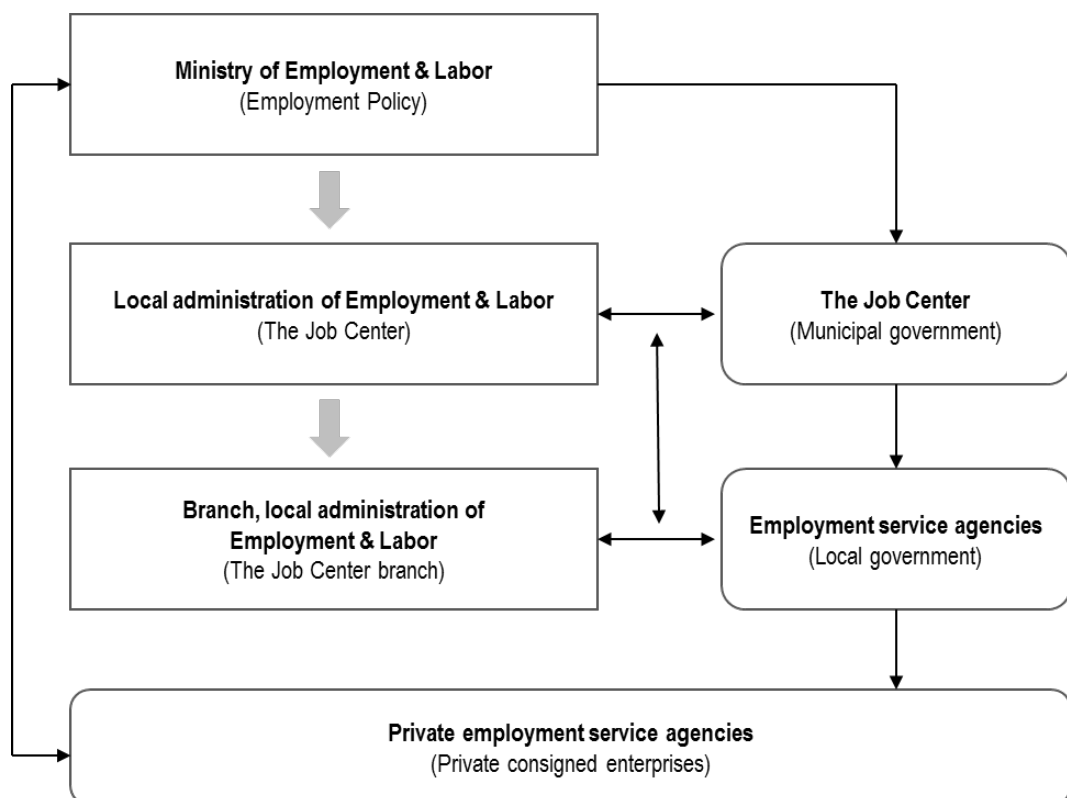 Ministry of Employment & Labor
(Employment Policy)
Local administration of Employment & Labor
(The Job Center)
The Job Center
(Municipal government)
Branch, local administration of
Employment & Labor
(The Job Center branch)
Employment service agencies
(Local government)
Private employment service agencies
(Private consigned enterprises)